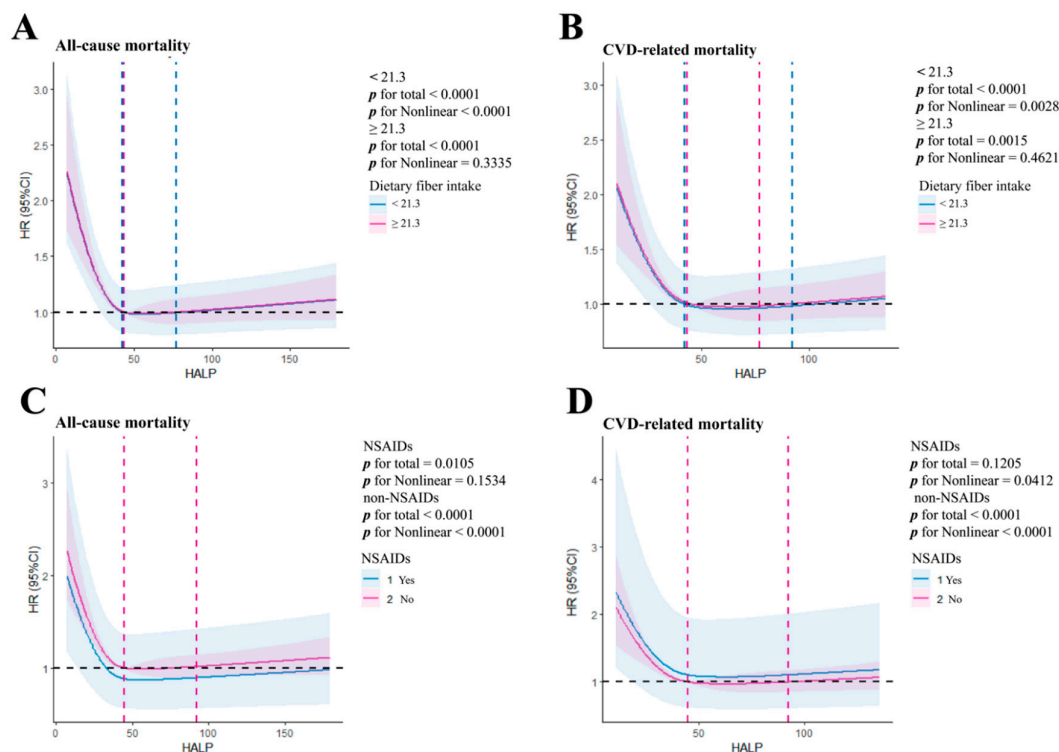 A
All-cause mortality
3.0
2.5
2.0
1.5
1.0
HR (95%CI)
0
50
100
150
HALP
< 21.3
p for total < 0.0001
p for Nonlinear < 0.0001
≥ 21.3
p for total < 0.0001
p for Nonlinear = 0.3335
Dietary fiber intake
< 21.3
≥ 21.3
B
CVD-related mortality
3.0
2.5
2.0
1.5
1.0
HR (95%CI)
50
100
HALP
< 21.3
p for total < 0.0001
p for Nonlinear = 0.0028
≥ 21.3
p for total = 0.0015
p for Nonlinear = 0.4621
Dietary fiber intake
< 21.3
≥ 21.3
C
All-cause mortality
3
2
1
HR (95%CI)
0
50
100
150
HALP
NSAIDs
p for total = 0.0105
p for Nonlinear = 0.1534
non-NSAIDs
p for total < 0.0001
p for Nonlinear < 0.0001
NSAIDs
1 Yes
2 No
D
CVD-related mortality
4
3
2
1
HR (95%CI)
50
100
HALP
NSAIDs
p for total = 0.1205
p for Nonlinear = 0.0412
non-NSAIDs
p for total < 0.0001
p for Nonlinear < 0.0001
NSAIDs
1 Yes
2 No